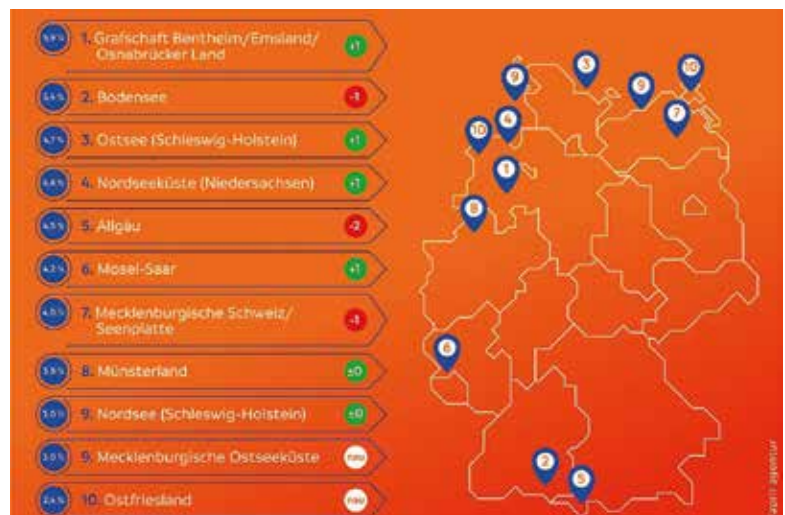 1. Grafschaft Bentheim/Emsland/
Osnabrücker Land
+1
2. Bodensee
-1
3. Ostsee (Schleswig-Holstein)
+1
4. Nordseeküste (Niedersachsen)
+1
5. Allgäu
-2
6. Mosel-Saar
+1
7. Mecklenburgische Schweiz/
Seenplatte
-1
8. Münsterland
±0
9. Nordsee (Schleswig-Holstein)
±0
9. Mecklenburgische Ostseeküste
neu
10. Ostfriesland
neu
3
9
10
9
4
7
10
1
8
6
2
5